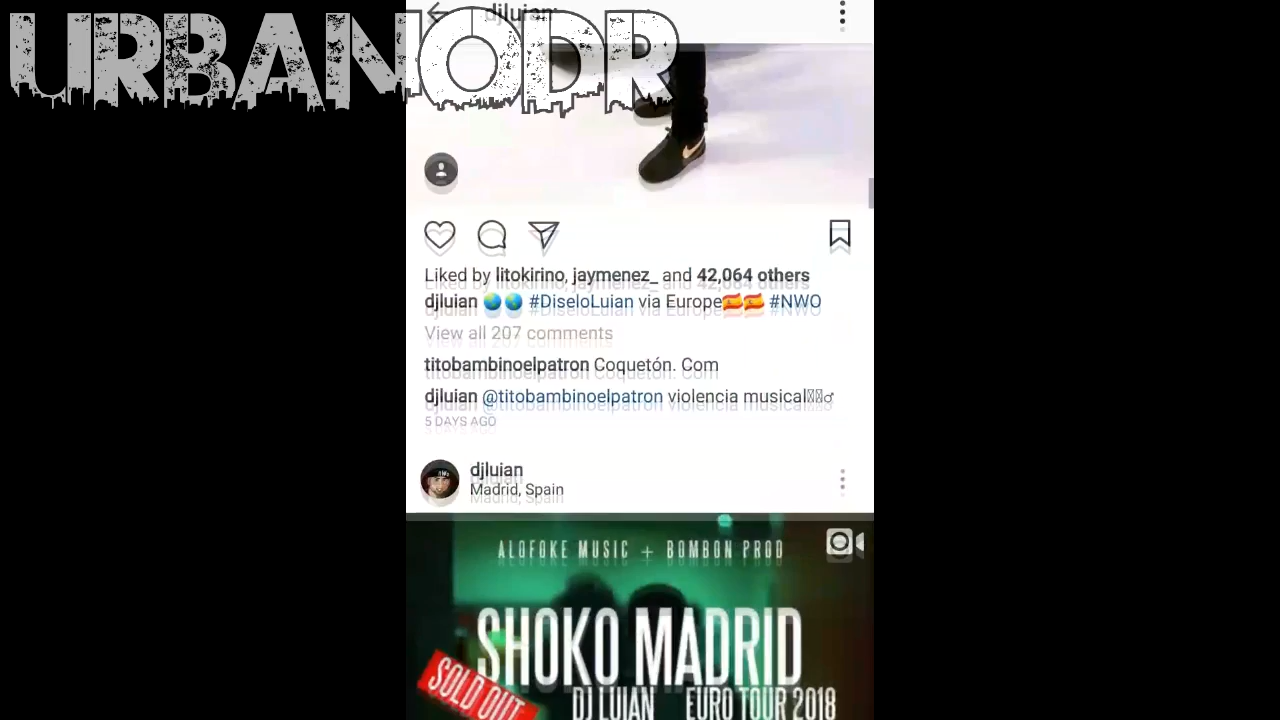 URBANODR
djluian
Liked by litokirino, jaymenez_ and 42,064 others
djluian 🌏🌏 #DiseloLuian via Europe🇪🇸🇪🇸 #NWO
View all 207 comments
titobambinoelpatron Coquetón. Com
djluian @titobambinoelpatron violencia musical▯▯♂
5 DAYS AGO
djluian
Madrid, Spain
ALOFOKE MUSIC + BOMBON PROD
SHOKO MADRID
SOLD OUT
DJ LUIAN EURO TOUR 2018